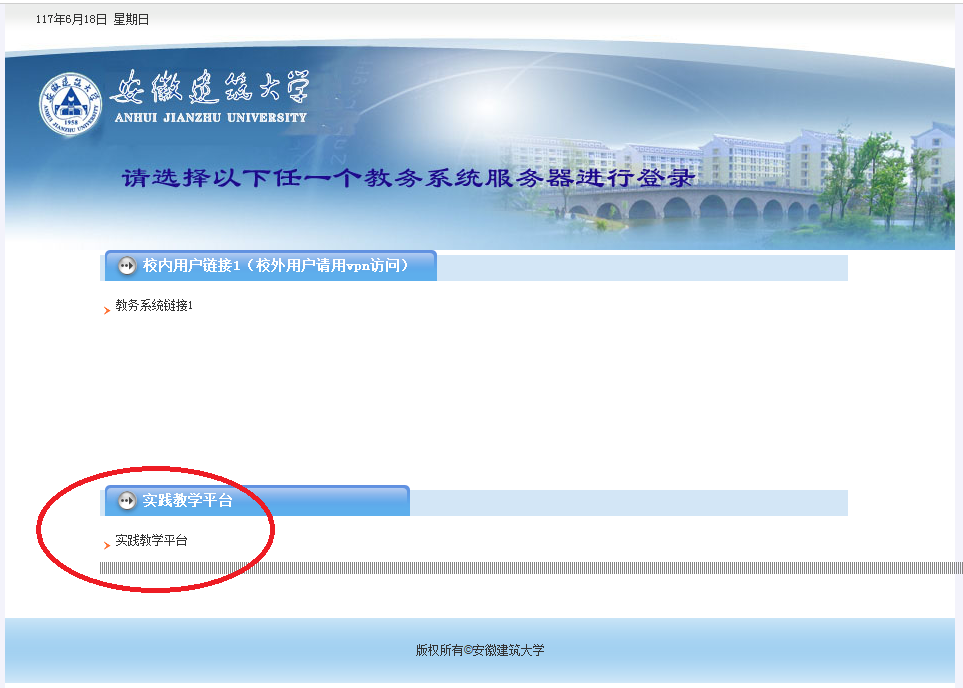 117年6月18日 星期日
安徽建筑大学
ANHUI JIANZHU UNIVERSITY
请选择以下任一个教务系统服务器进行登录
校内用户链接1（校外用户请用vpn访问）
教务系统链接1
实践教学平台
实践教学平台
版权所有©安徽建筑大学